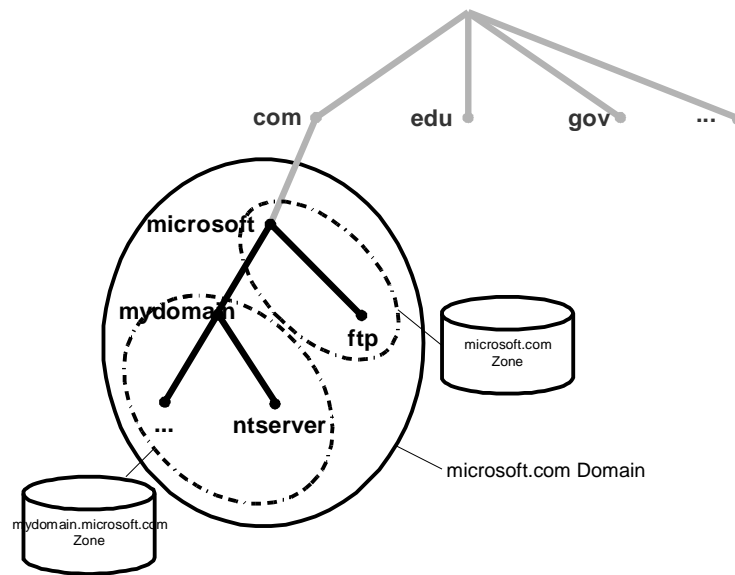 com
edu
gov
...
microsoft
mydomain
ftp
microsoft.com
Zone
...
ntserver
microsoft.com Domain
mydomain.microsoft.com
Zone